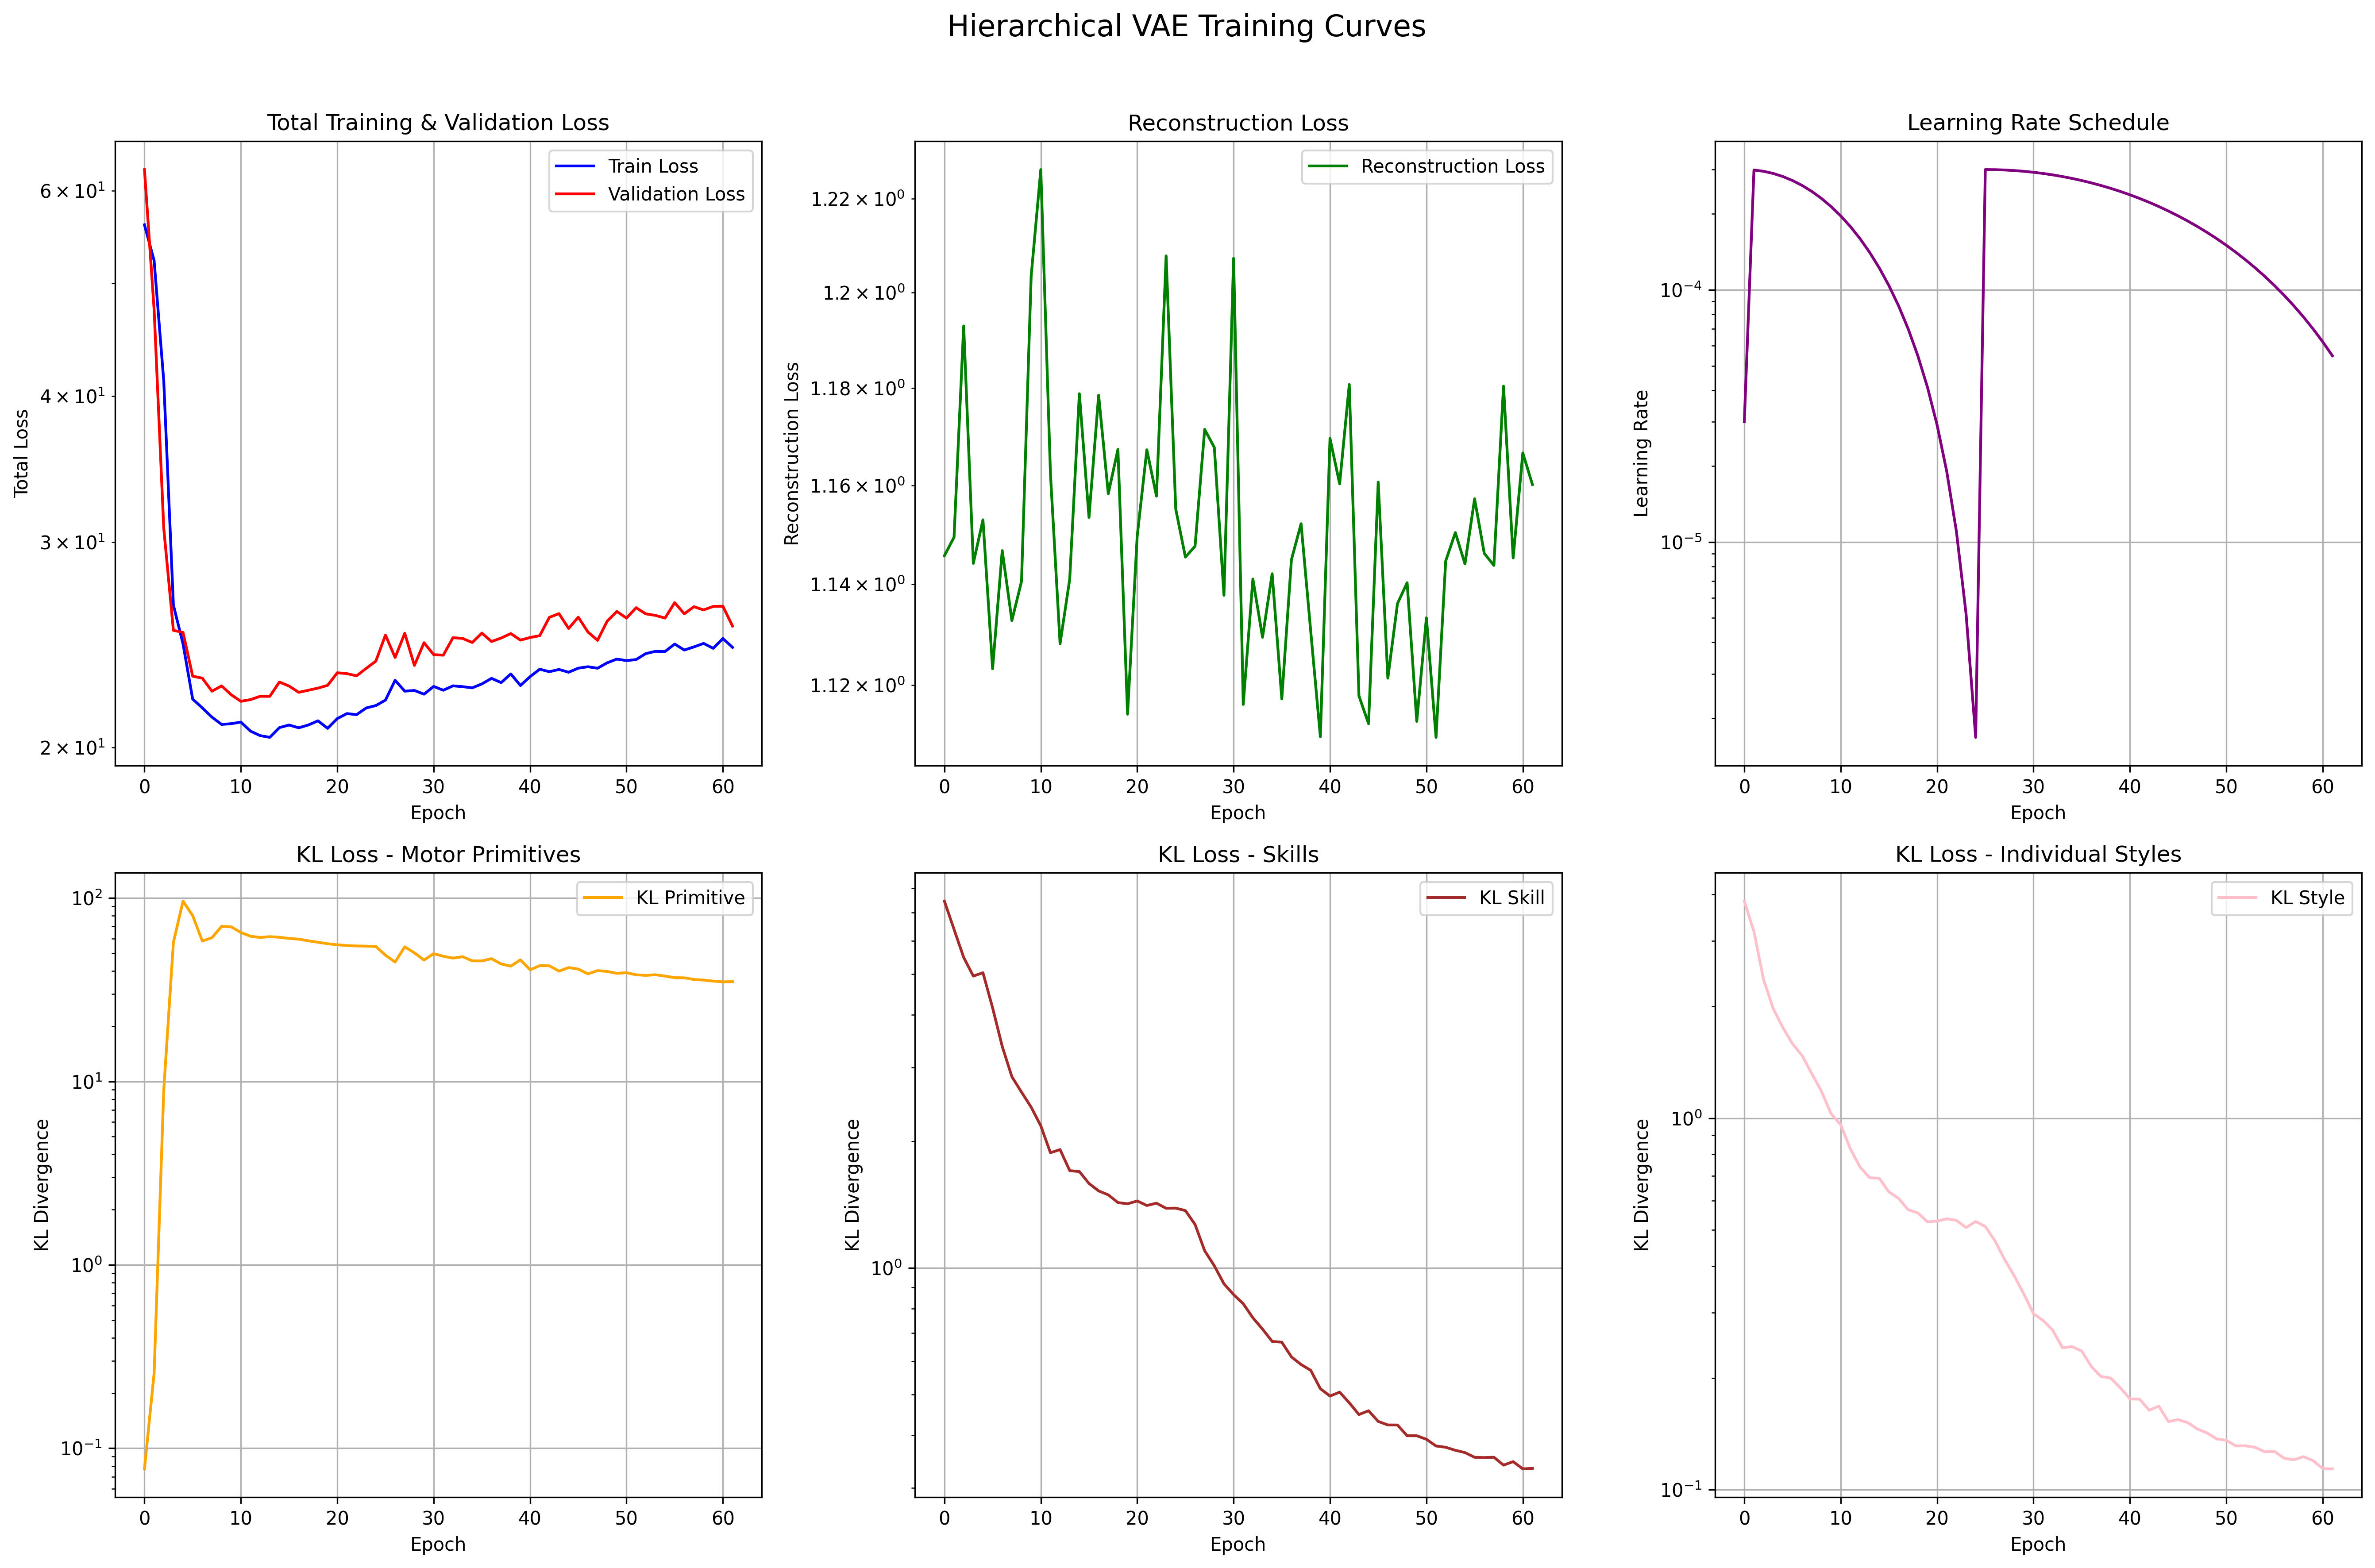 Hierarchical VAE Training Curves
Total Training & Validation Loss
Train Loss
Validation Loss
6 × 10¹
4 × 10¹
3 × 10¹
2 × 10¹
Total Loss
0 10 20 30 40 50 60
Epoch
Reconstruction Loss
Reconstruction Loss
1.22 × 10⁰
1.2 × 10⁰
1.18 × 10⁰
1.16 × 10⁰
1.14 × 10⁰
1.12 × 10⁰
Reconstruction Loss
0 10 20 30 40 50 60
Epoch
Learning Rate Schedule
10⁻⁴
10⁻⁵
Learning Rate
0 10 20 30 40 50 60
Epoch
KL Loss - Motor Primitives
KL Primitive
10²
10¹
10⁰
10⁻¹
KL Divergence
0 10 20 30 40 50 60
Epoch
KL Loss - Skills
KL Skill
10⁰
KL Divergence
0 10 20 30 40 50 60
Epoch
KL Loss - Individual Styles
KL Style
10⁰
10⁻¹
KL Divergence
0 10 20 30 40 50 60
Epoch